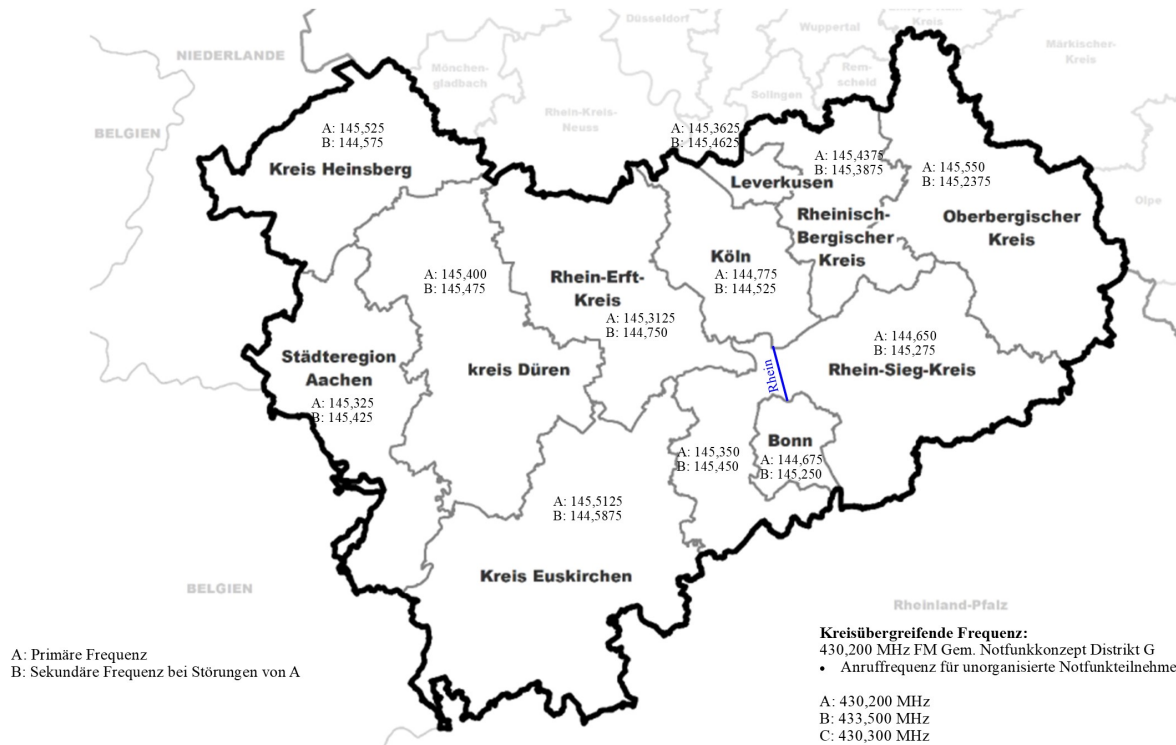 Düsseldorf
Wuppertal
Kreis
NIEDERLANDE
Märkischer-
Kreis
Mönchen-
gladbach
Rem-
scheid
Solingen
Rhein-Kreis-
Neuss
BELGIEN
A: 145,525
B: 144,575
Kreis Heinsberg
A: 145,3625
B: 145,4625
Leverkusen
A: 145,4375
B: 145,3875
A: 145,550
B: 145,2375
Olpe
Oberbergischer
Kreis
Rheinisch-
Bergischer
Kreis
Köln
A: 144,775
B: 144,525
A: 145,400
B: 145,475
Rhein-Erft-
Kreis
A: 145,3125
B: 144,750
A: 144,650
B: 145,275
Rhein-Sieg-Kreis
Städteregion
Aachen
A: 145,325
B: 145,425
kreis Düren
Rhein
Bonn
A: 144,675
B: 145,250
A: 145,350
B: 145,450
A: 145,5125
B: 144,5875
Kreis Euskirchen
BELGIEN
Rheinland-Pfalz
A: Primäre Frequenz
B: Sekundäre Frequenz bei Störungen von A
Kreisübergreifende Frequenz:
430,200 MHz FM Gem. Notfunkkonzept Distrikt G
• Anruffrequenz für unorganisierte Notfunkteilnehme
A: 430,200 MHz
B: 433,500 MHz
C: 430,300 MHz